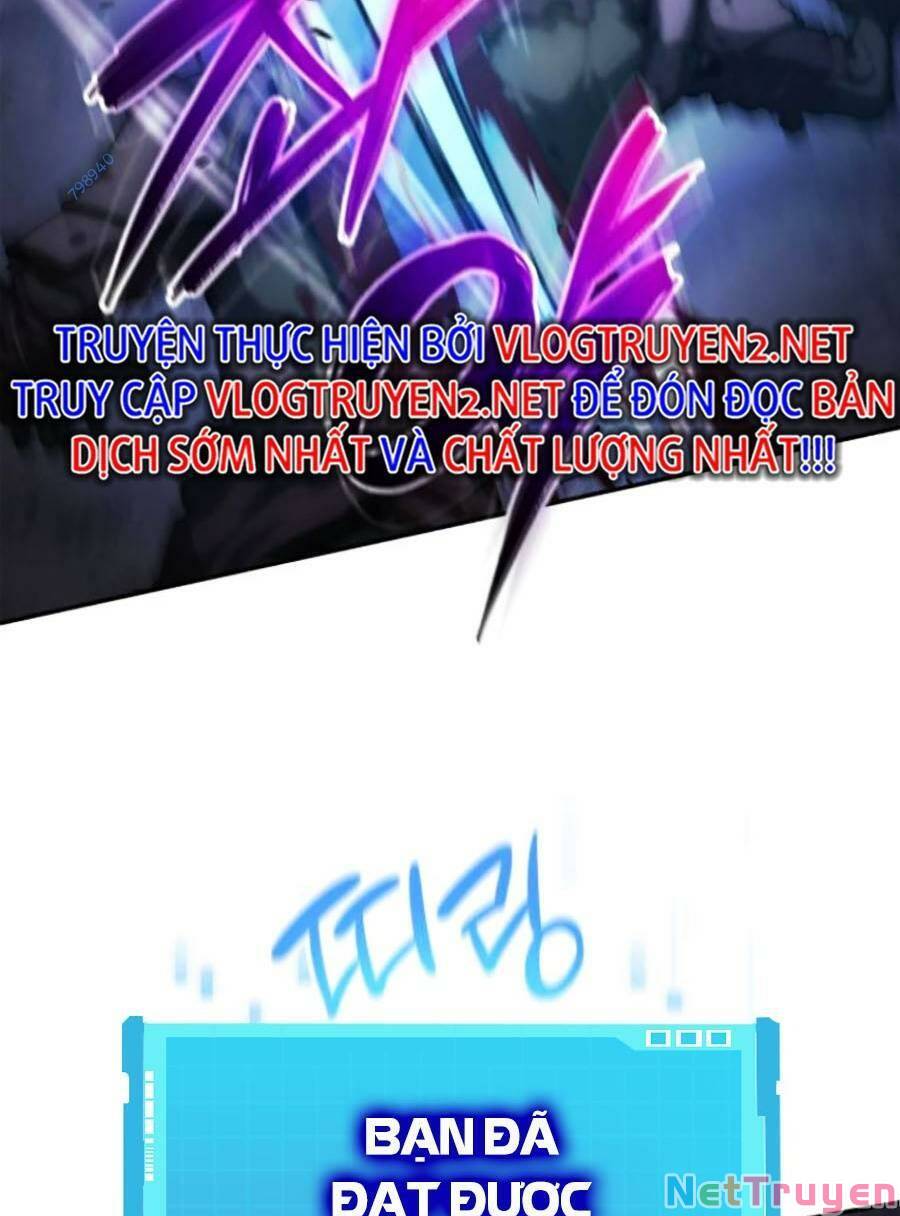 798940
TRUYỆN THỰC HIỆN BỞI VLOGTRUYEN2.NET
TRUY CẬP VLOGTRUYEN2.NET ĐỂ ĐÓN ĐỌC BẢN
DỊCH SỚM NHẤT VÀ CHẤT LƯỢNG NHẤT!!!
띠링
BẠN ĐÃ
ĐẠT ĐƯỢC
NetTruyen